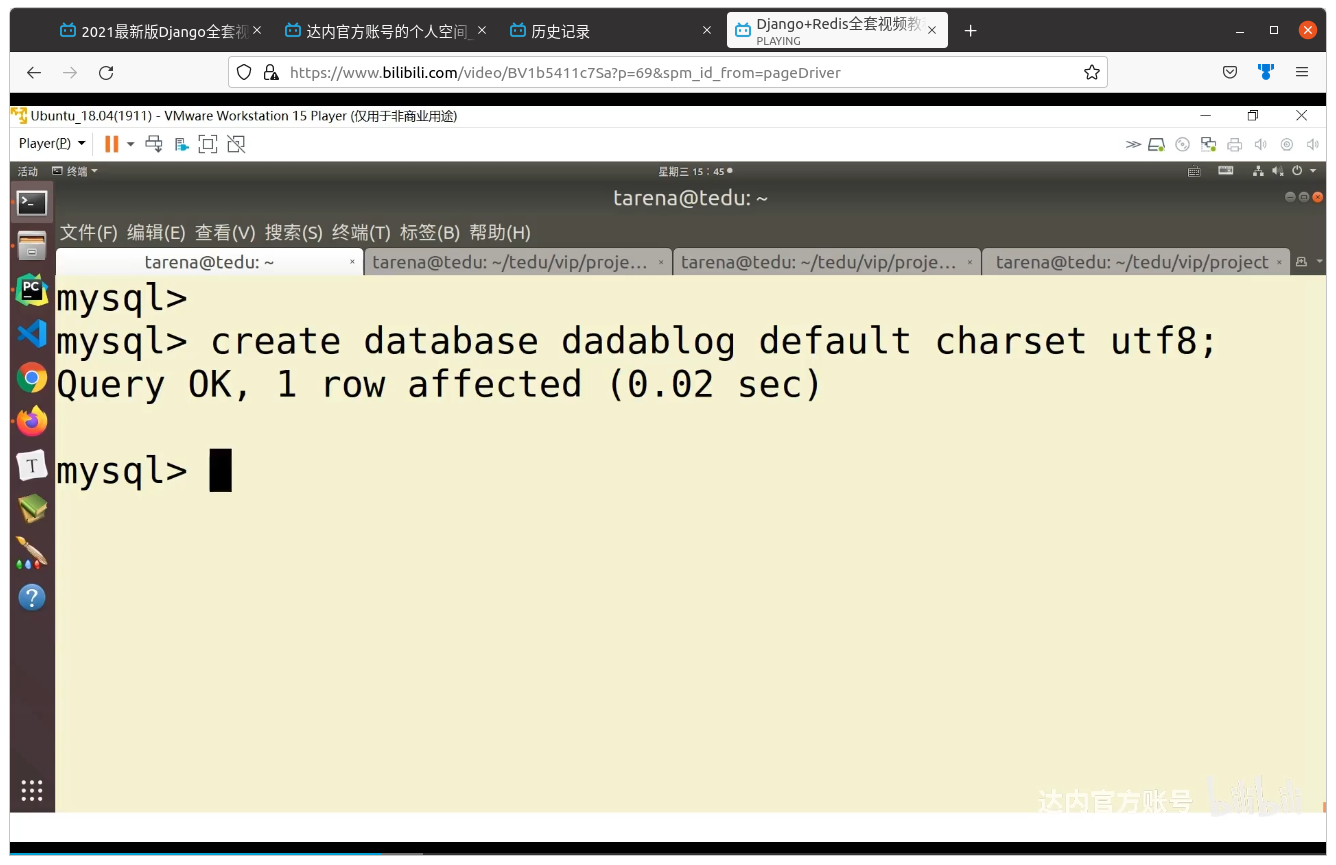 2021最新版Django全套视
达内官方账号的个人空间_
历史记录
Django+Redis全套视频教
PLAYING
https://www.bilibili.com/video/BV1b5411c7Sa?p=69&spm_id_from=pageDriver
Ubuntu_18.04(1911) - VMware Workstation 15 Player (仅用于非商业用途)
Player(P)
活动 终端 星期三 15：45
tarena@tedu: ~
文件(F) 编辑(E) 查看(V) 搜索(S) 终端(T) 标签(B) 帮助(H)
tarena@tedu: ~
tarena@tedu: ~/tedu/vip/proje...
tarena@tedu: ~/tedu/vip/proje...
tarena@tedu: ~/tedu/vip/project
PC
T
mysql>
mysql> create database dadablog default charset utf8;
Query OK, 1 row affected (0.02 sec)
mysql>
达内官方账号 bilibili